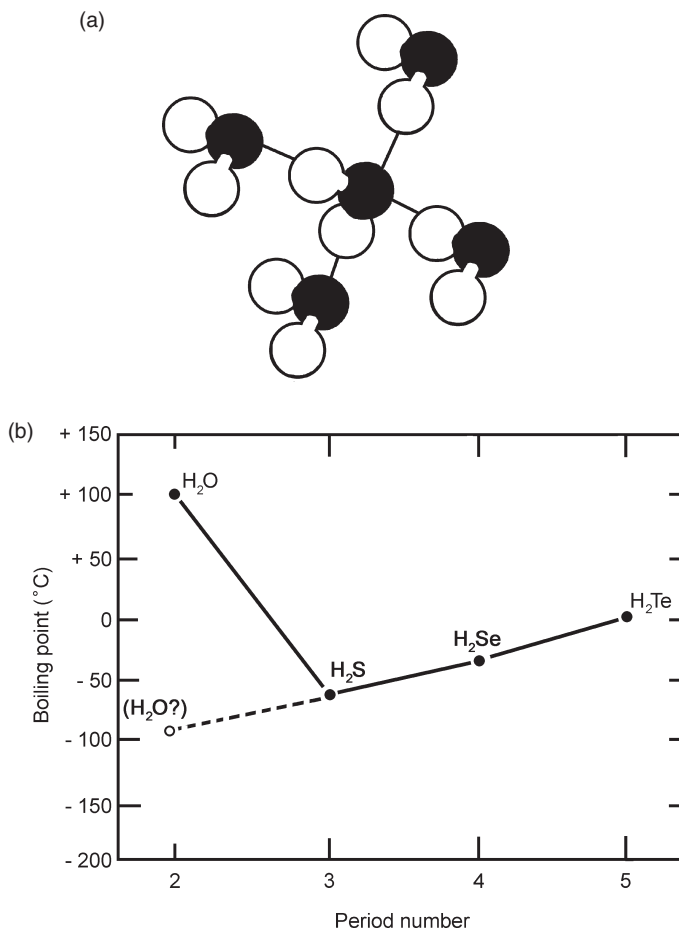 (a)
(b)
+ 150
+ 100
+ 50
0
- 50
- 100
- 150
- 200
Boiling point (°C)
H₂O
H₂S
H₂Se
H₂Te
(H₂O?)
2 3 4 5
Period number